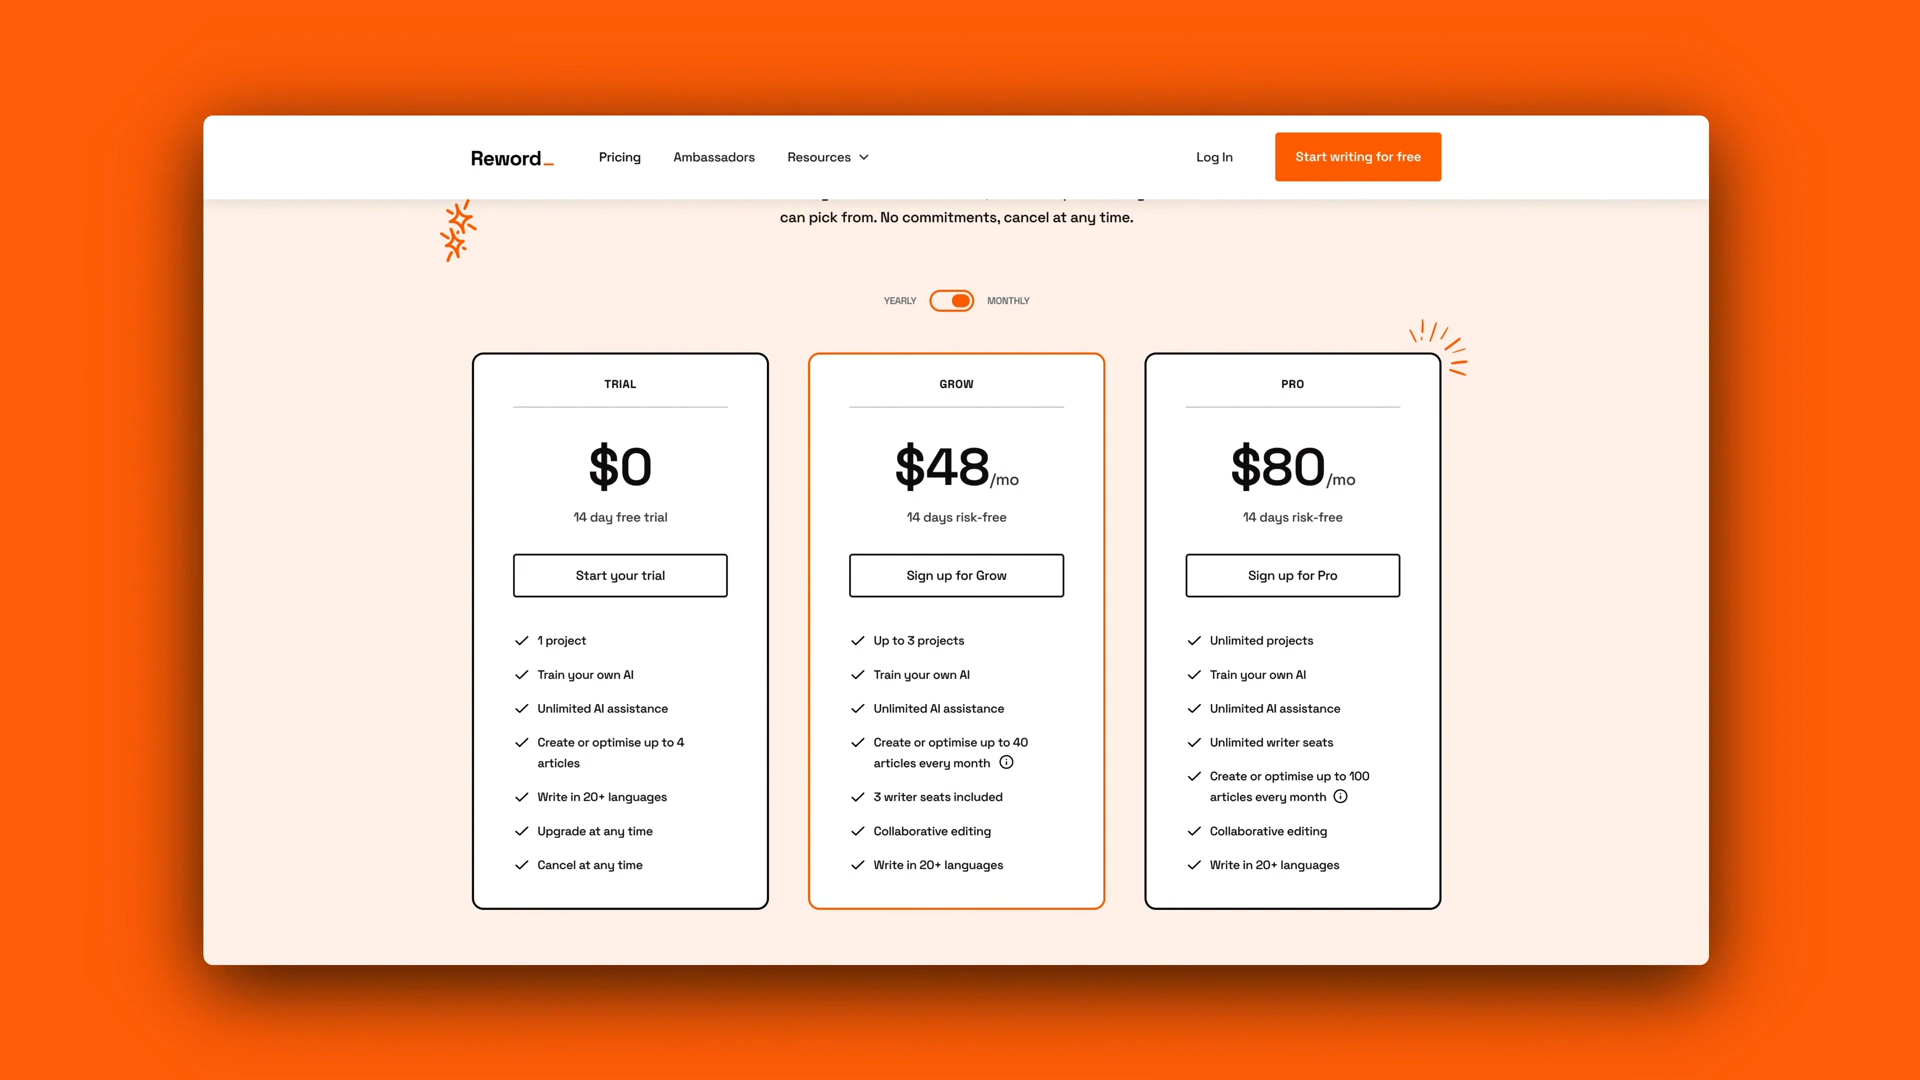 Reword_
Pricing
Ambassadors
Resources
Log In
Start writing for free
can pick from. No commitments, cancel at any time.
YEARLY
MONTHLY
TRIAL
$0
14 day free trial
Start your trial
1 project
Train your own AI
Unlimited AI assistance
Create or optimise up to 4
articles
Write in 20+ languages
Upgrade at any time
Cancel at any time
GROW
$48/mo
14 days risk-free
Sign up for Grow
Up to 3 projects
Train your own AI
Unlimited AI assistance
Create or optimise up to 40
articles every month
3 writer seats included
Collaborative editing
Write in 20+ languages
PRO
$80/mo
14 days risk-free
Sign up for Pro
Unlimited projects
Train your own AI
Unlimited AI assistance
Unlimited writer seats
Create or optimise up to 100
articles every month
Collaborative editing
Write in 20+ languages